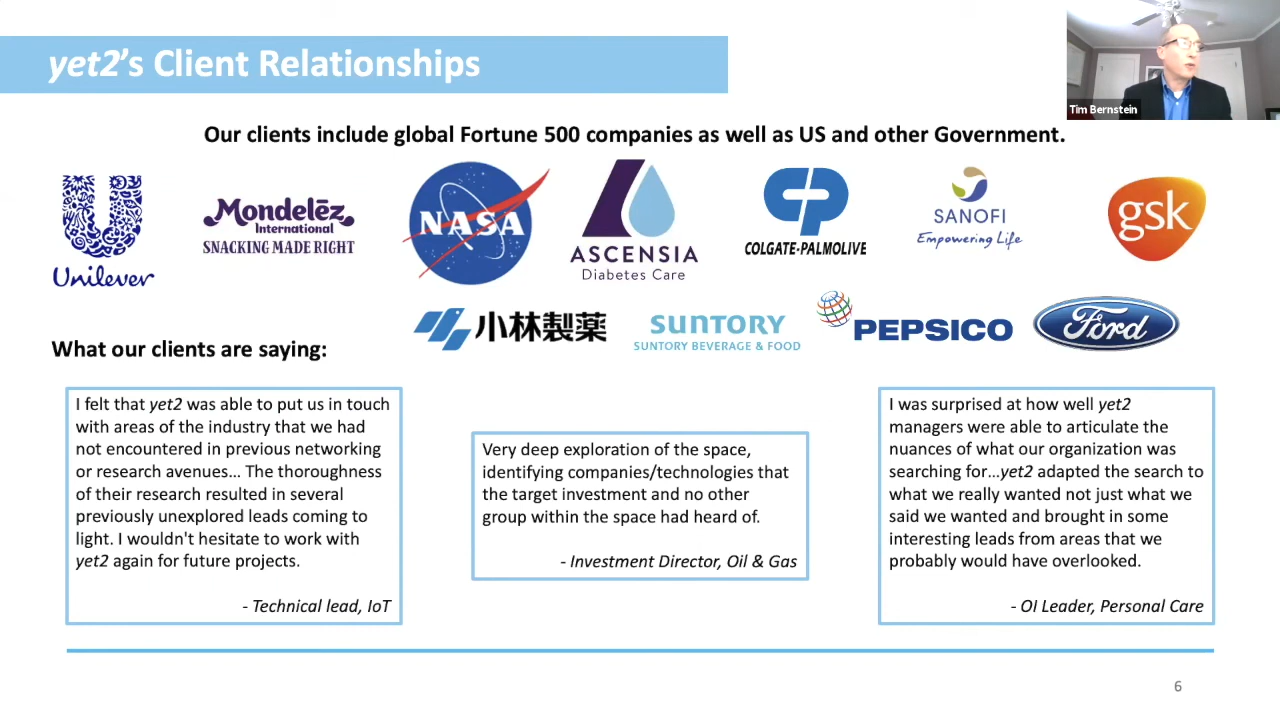 yet2's Client Relationships
Tim Bernstein
Our clients include global Fortune 500 companies as well as US and other Government.
Unilever
Mondelēz
International
SNACKING MADE RIGHT
NASA
ASCENSIA
Diabetes Care
CP
COLGATE-PALMOLIVE
SANOFI
Empowering Life
gsk
小林製薬
SUNTORY
SUNTORY BEVERAGE & FOOD
PEPSICO
Ford
What our clients are saying:
I felt that yet2 was able to put us in touch
with areas of the industry that we had
not encountered in previous networking
or research avenues… The thoroughness
of their research resulted in several
previously unexplored leads coming to
light. I wouldn't hesitate to work with
yet2 again for future projects.
- Technical lead, IoT
Very deep exploration of the space,
identifying companies/technologies that
the target investment and no other
group within the space had heard of.
- Investment Director, Oil & Gas
I was surprised at how well yet2
managers were able to articulate the
nuances of what our organization was
searching for…yet2 adapted the search to
what we really wanted not just what we
said we wanted and brought in some
interesting leads from areas that we
probably would have overlooked.
- OI Leader, Personal Care
6